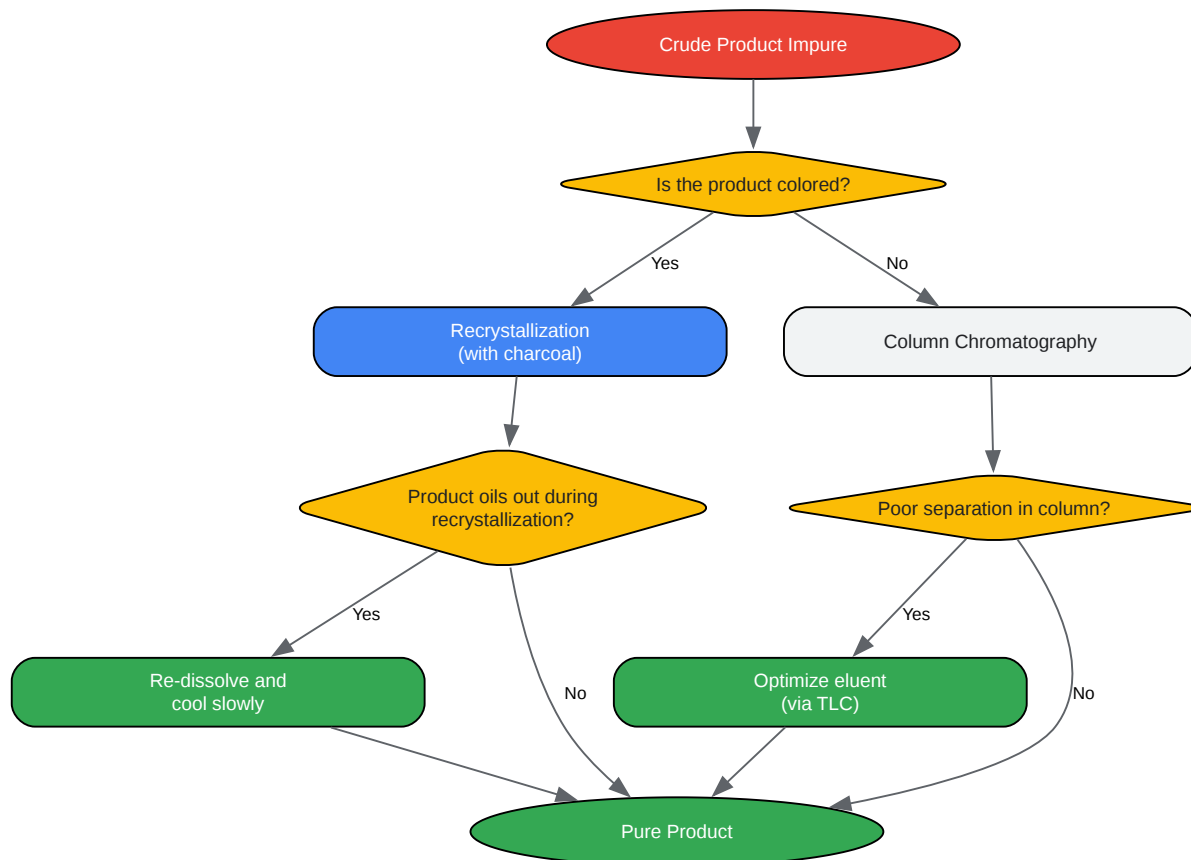 Crude Product Impure
Is the product colored?
Yes
No
Recrystallization
(with charcoal)
Column Chromatography
Product oils out during
recrystallization?
Poor separation in column?
Yes
Yes
Re-dissolve and
cool slowly
No
Optimize eluent
(via TLC)
No
Pure Product